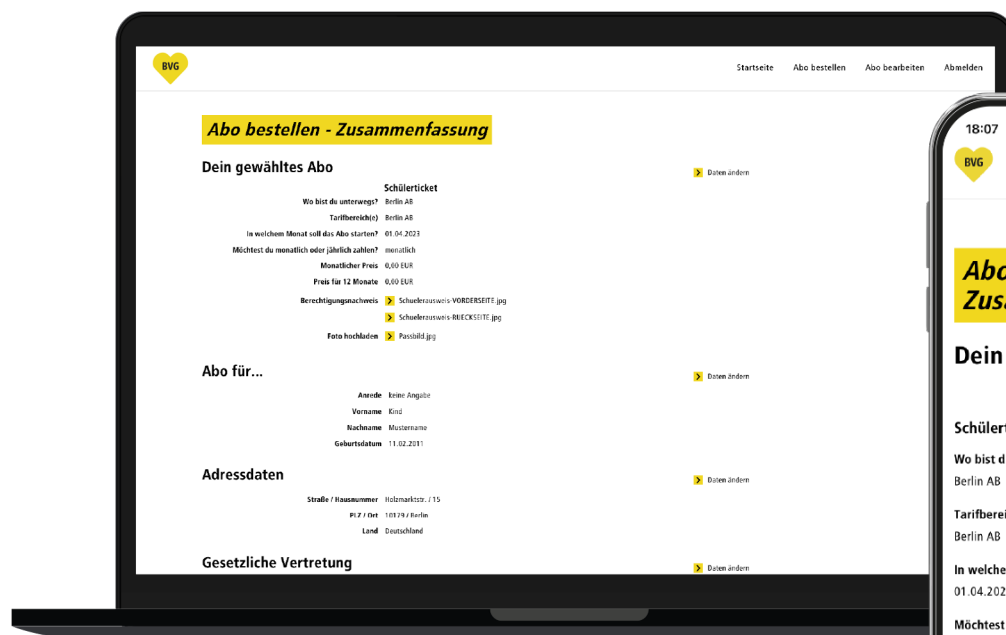 BVG
Startseite Abo bestellen Abo bearbeiten Abmelden
Abo bestellen - Zusammenfassung
Dein gewähltes Abo
Daten ändern
Schülerticket
Wo bist du unterwegs? Berlin AB
Tarifbereich(e) Berlin AB
In welchem Monat soll das Abo starten? 01.04.2023
Möchtest du monatlich oder jährlich zahlen? monatlich
Monatlicher Preis 0,00 EUR
Preis für 12 Monate 0,00 EUR
Berechtigungsnachweis Schuelerausweis-VORDERSEITE.jpg
Schuelerausweis-RUECKSEITE.jpg
Foto hochladen Passbild.jpg
Abo für...
Daten ändern
Anrede keine Angabe
Vorname Kind
Nachname Mustername
Geburtsdatum 11.02.2011
Adressdaten
Daten ändern
Straße / Hausnummer Holzmarktstr. / 15
PLZ / Ort 10179 / Berlin
Land Deutschland
Gesetzliche Vertretung
Daten ändern
18:07
BVG
Abo
Zusa
Dein
Schülert
Wo bist d
Berlin AB
Tarifberei
Berlin AB
In welche
01.04.202
Möchtest